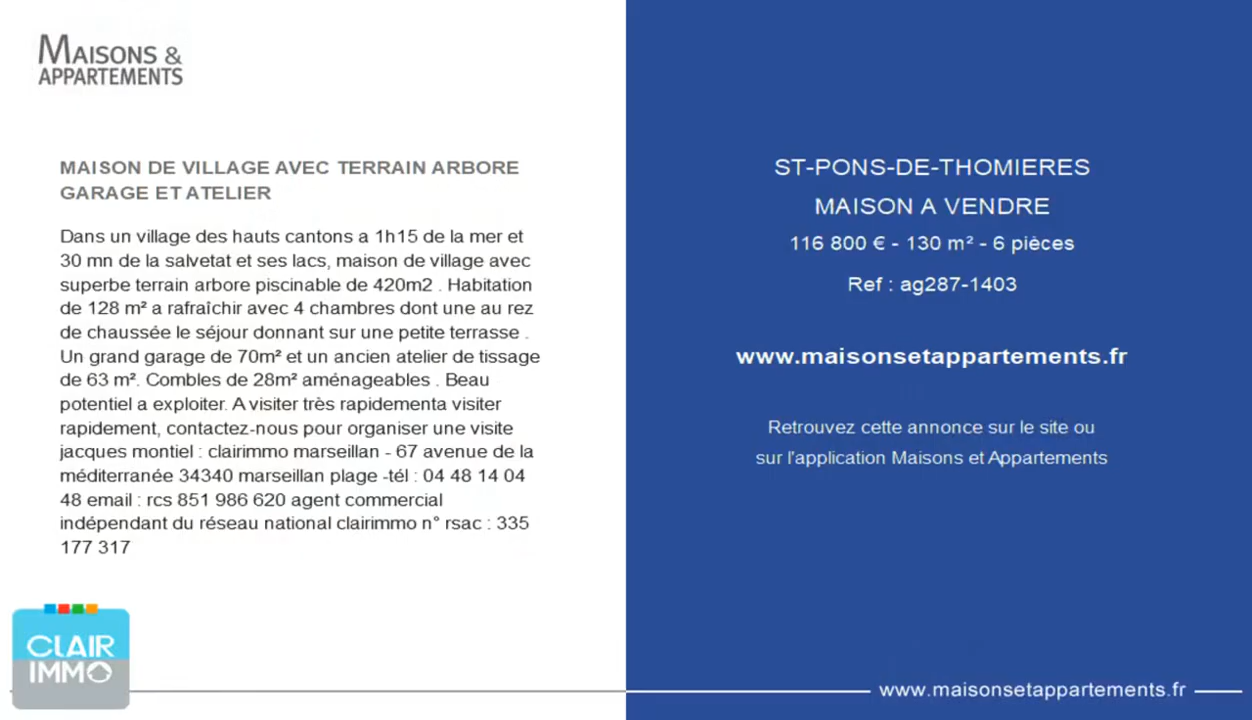 MAISONS &
APPARTEMENTS
MAISON DE VILLAGE AVEC TERRAIN ARBORE
GARAGE ET ATELIER
Dans un village des hauts cantons a 1h15 de la mer et
30 mn de la salvetat et ses lacs, maison de village avec
superbe terrain arbore piscinable de 420m2 . Habitation
de 128 m² a rafraîchir avec 4 chambres dont une au rez
de chaussée le séjour donnant sur une petite terrasse .
Un grand garage de 70m² et un ancien atelier de tissage
de 63 m². Combles de 28m² aménageables . Beau
potentiel a exploiter. A visiter très rapidementa visiter
rapidement, contactez-nous pour organiser une visite
jacques montiel : clairimmo marseillan - 67 avenue de la
méditerranée 34340 marseillan plage -tél : 04 48 14 04
48 email : rcs 851 986 620 agent commercial
indépendant du réseau national clairimmo n° rsac : 335
177 317
CLAIR
IMMO
ST-PONS-DE-THOMIERES
MAISON A VENDRE
116 800 € - 130 m² - 6 pièces
Ref : ag287-1403
www.maisonsetappartements.fr
Retrouvez cette annonce sur le site ou
sur l'application Maisons et Appartements
www.maisonsetappartements.fr